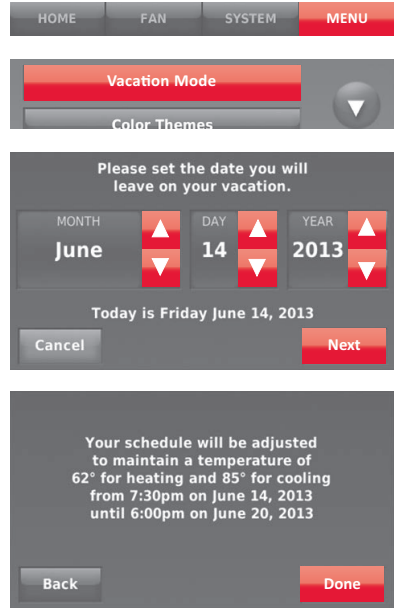 HOME FAN SYSTEM MENU
Vacation Mode
Color Themes
Please set the date you will
leave on your vacation.
MONTH DAY YEAR
June 14 2013
Today is Friday June 14, 2013
Cancel Next
Your schedule will be adjusted
to maintain a temperature of
62° for heating and 85° for cooling
from 7:30pm on June 14, 2013
until 6:00pm on June 20, 2013
Back Done